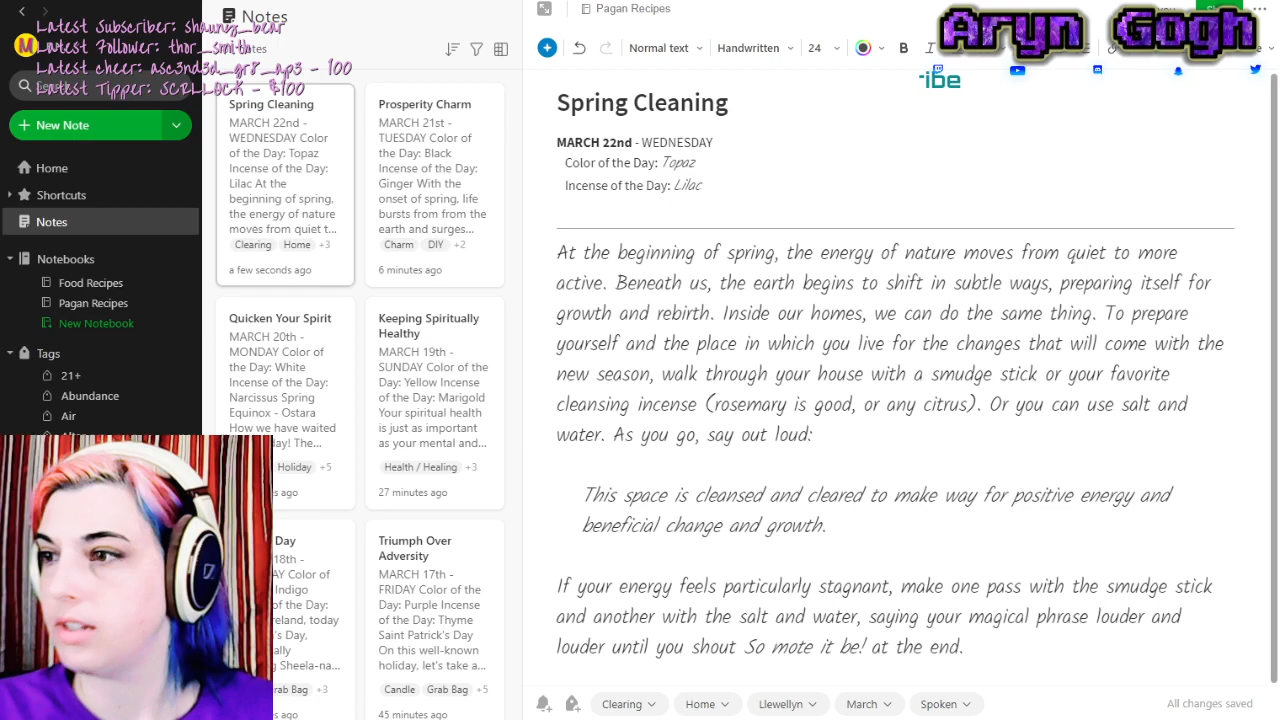 Latest Subscriber: shauny_bear
Latest Follower: thor_smith
Latest cheer: asc3nd3d_gr8_ap3 - 100
Latest Tipper: SCRLLOCK - $100
Notes
notes
New Note
Home
Shortcuts
Notes
Notebooks
Food Recipes
Pagan Recipes
New Notebook
Tags
21+
Abundance
Air
Spring Cleaning
MARCH 22nd -
WEDNESDAY Color
of the Day: Topaz
Incense of the Day:
Lilac At the
beginning of spring,
the energy of nature
moves from quiet t...
Clearing Home +3
a few seconds ago
Prosperity Charm
MARCH 21st -
TUESDAY Color of
the Day: Black
Incense of the Day:
Ginger With the
onset of spring, life
bursts from from the
earth and surges...
Charm DIY +2
6 minutes ago
Quicken Your Spirit
MARCH 20th -
MONDAY Color of
the Day: White
Incense of the Day:
Narcissus Spring
Equinox - Ostara
How we have waited
day! The...
Holiday +5
Keeping Spiritually
Healthy
MARCH 19th -
SUNDAY Color of the
Day: Yellow Incense
of the Day: Marigold
Your spiritual health
is just as important
as your mental and...
Health / Healing +3
27 minutes ago
Day
18th -
Color of
Indigo
of the Day:
reland, today
's Day,
ally
g Sheela-na...
Grab Bag +3
ago
Triumph Over
Adversity
MARCH 17th -
FRIDAY Color of the
Day: Purple Incense
of the Day: Thyme
Saint Patrick's Day
On this well-known
holiday, let's take a...
Candle Grab Bag +5
45 minutes ago
Pagan Recipes
Normal text Handwritten 24 B I
Aryn Gogh
ibe
Spring Cleaning
MARCH 22nd - WEDNESDAY
Color of the Day: Topaz
Incense of the Day: Lilac
At the beginning of spring, the energy of nature moves from quiet to more
active. Beneath us, the earth begins to shift in subtle ways, preparing itself for
growth and rebirth. Inside our homes, we can do the same thing. To prepare
yourself and the place in which you live for the changes that will come with the
new season, walk through your house with a smudge stick or your favorite
cleansing incense (rosemary is good, or any citrus). Or you can use salt and
water. As you go, say out loud:
This space is cleansed and cleared to make way for positive energy and
beneficial change and growth.
If your energy feels particularly stagnant, make one pass with the smudge stick
and another with the salt and water, saying your magical phrase louder and
louder until you shout So mote it be! at the end.
Clearing Home Llewellyn March Spoken
All changes saved